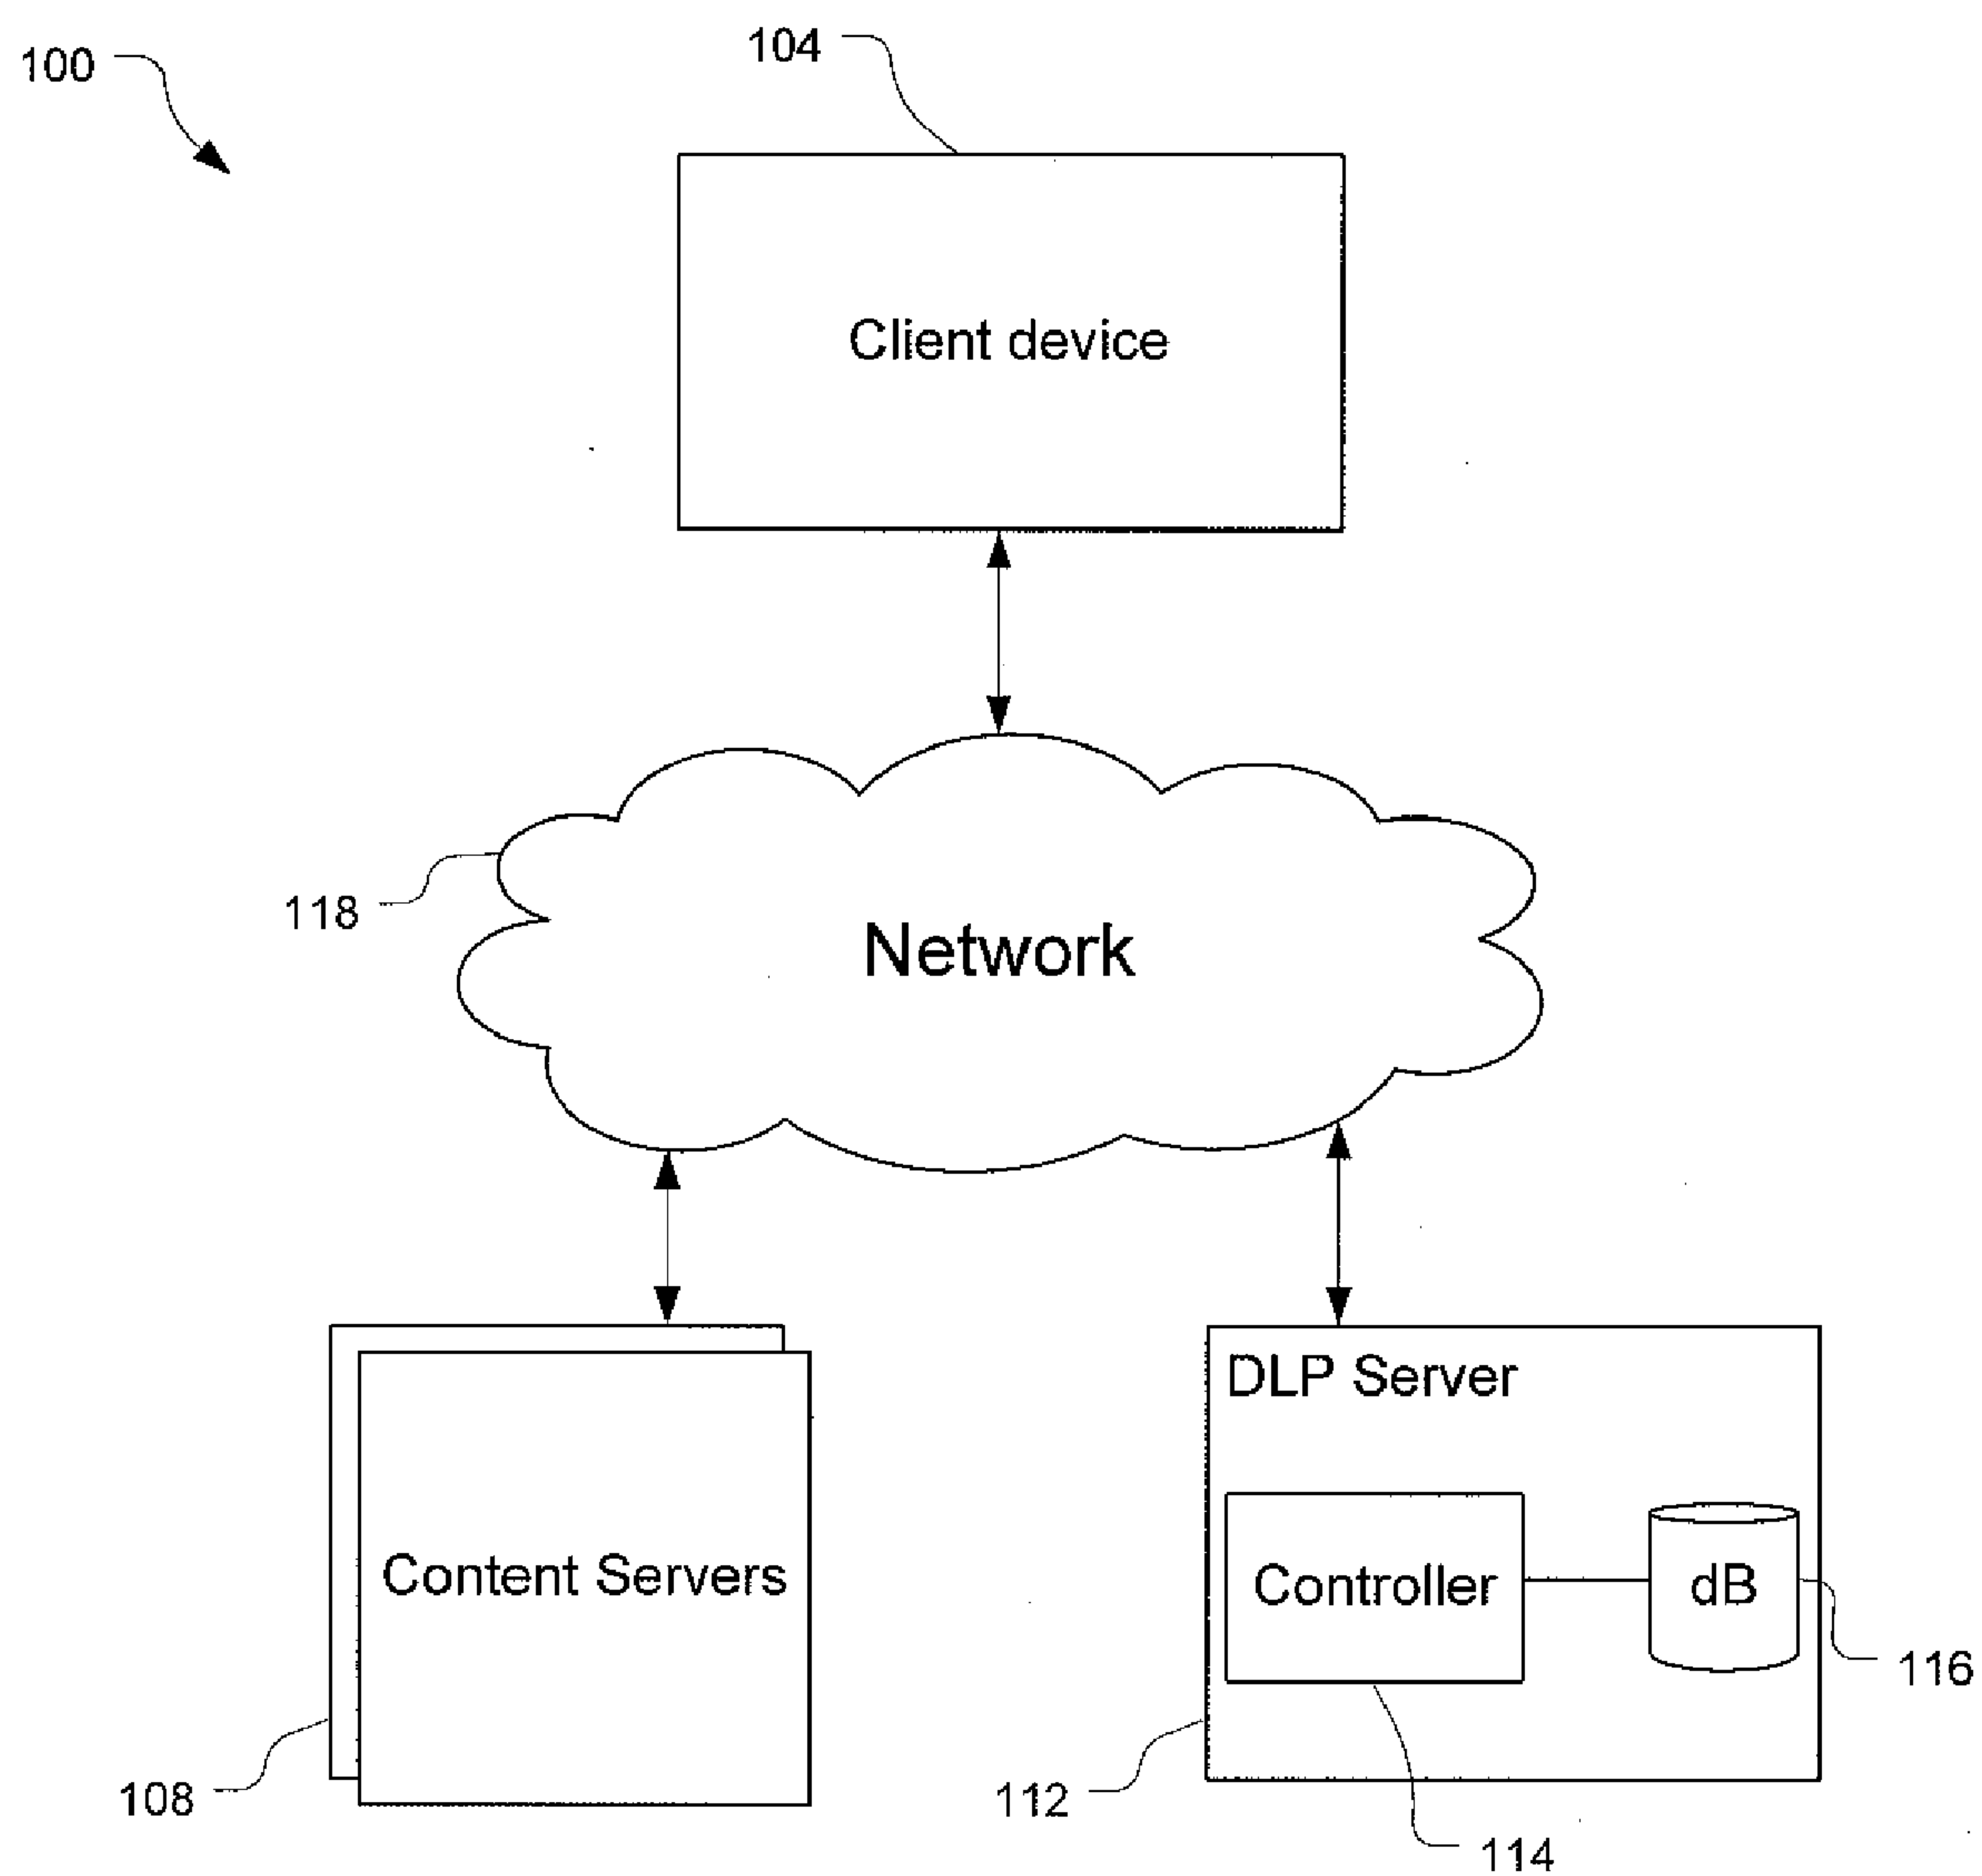 100
104
Client device
118
Network
DLP Server
Content Servers
Controller
dB
116
108
112
114